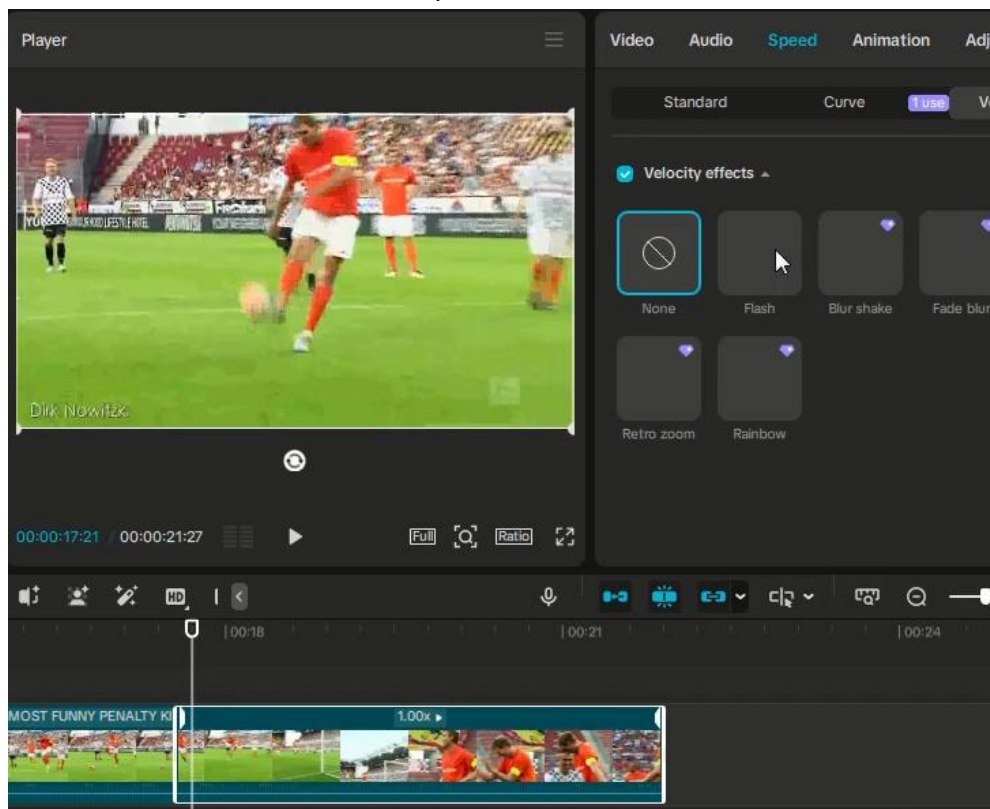 Player
Video Audio Speed Animation Adj
Standard Curve 1 use V
Velocity effects
None Flash Blur shake Fade blur
Retro zoom Rainbow
Dirk Nowitzk
00:00:17:21 / 00:00:21:27
Full Ratio
HD
00:18 00:21 00:24
MOST FUNNY PENALTY KI 1.00x